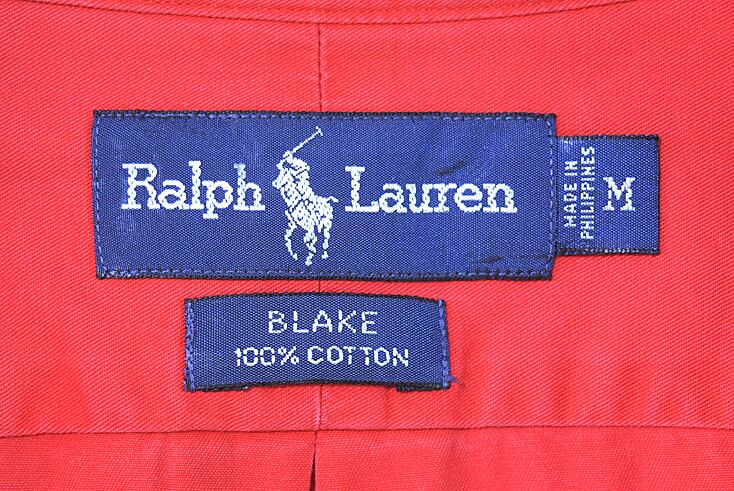 Ralph Lauren
MADE IN
PHILIPPINES
M
BLAKE
100% COTTON